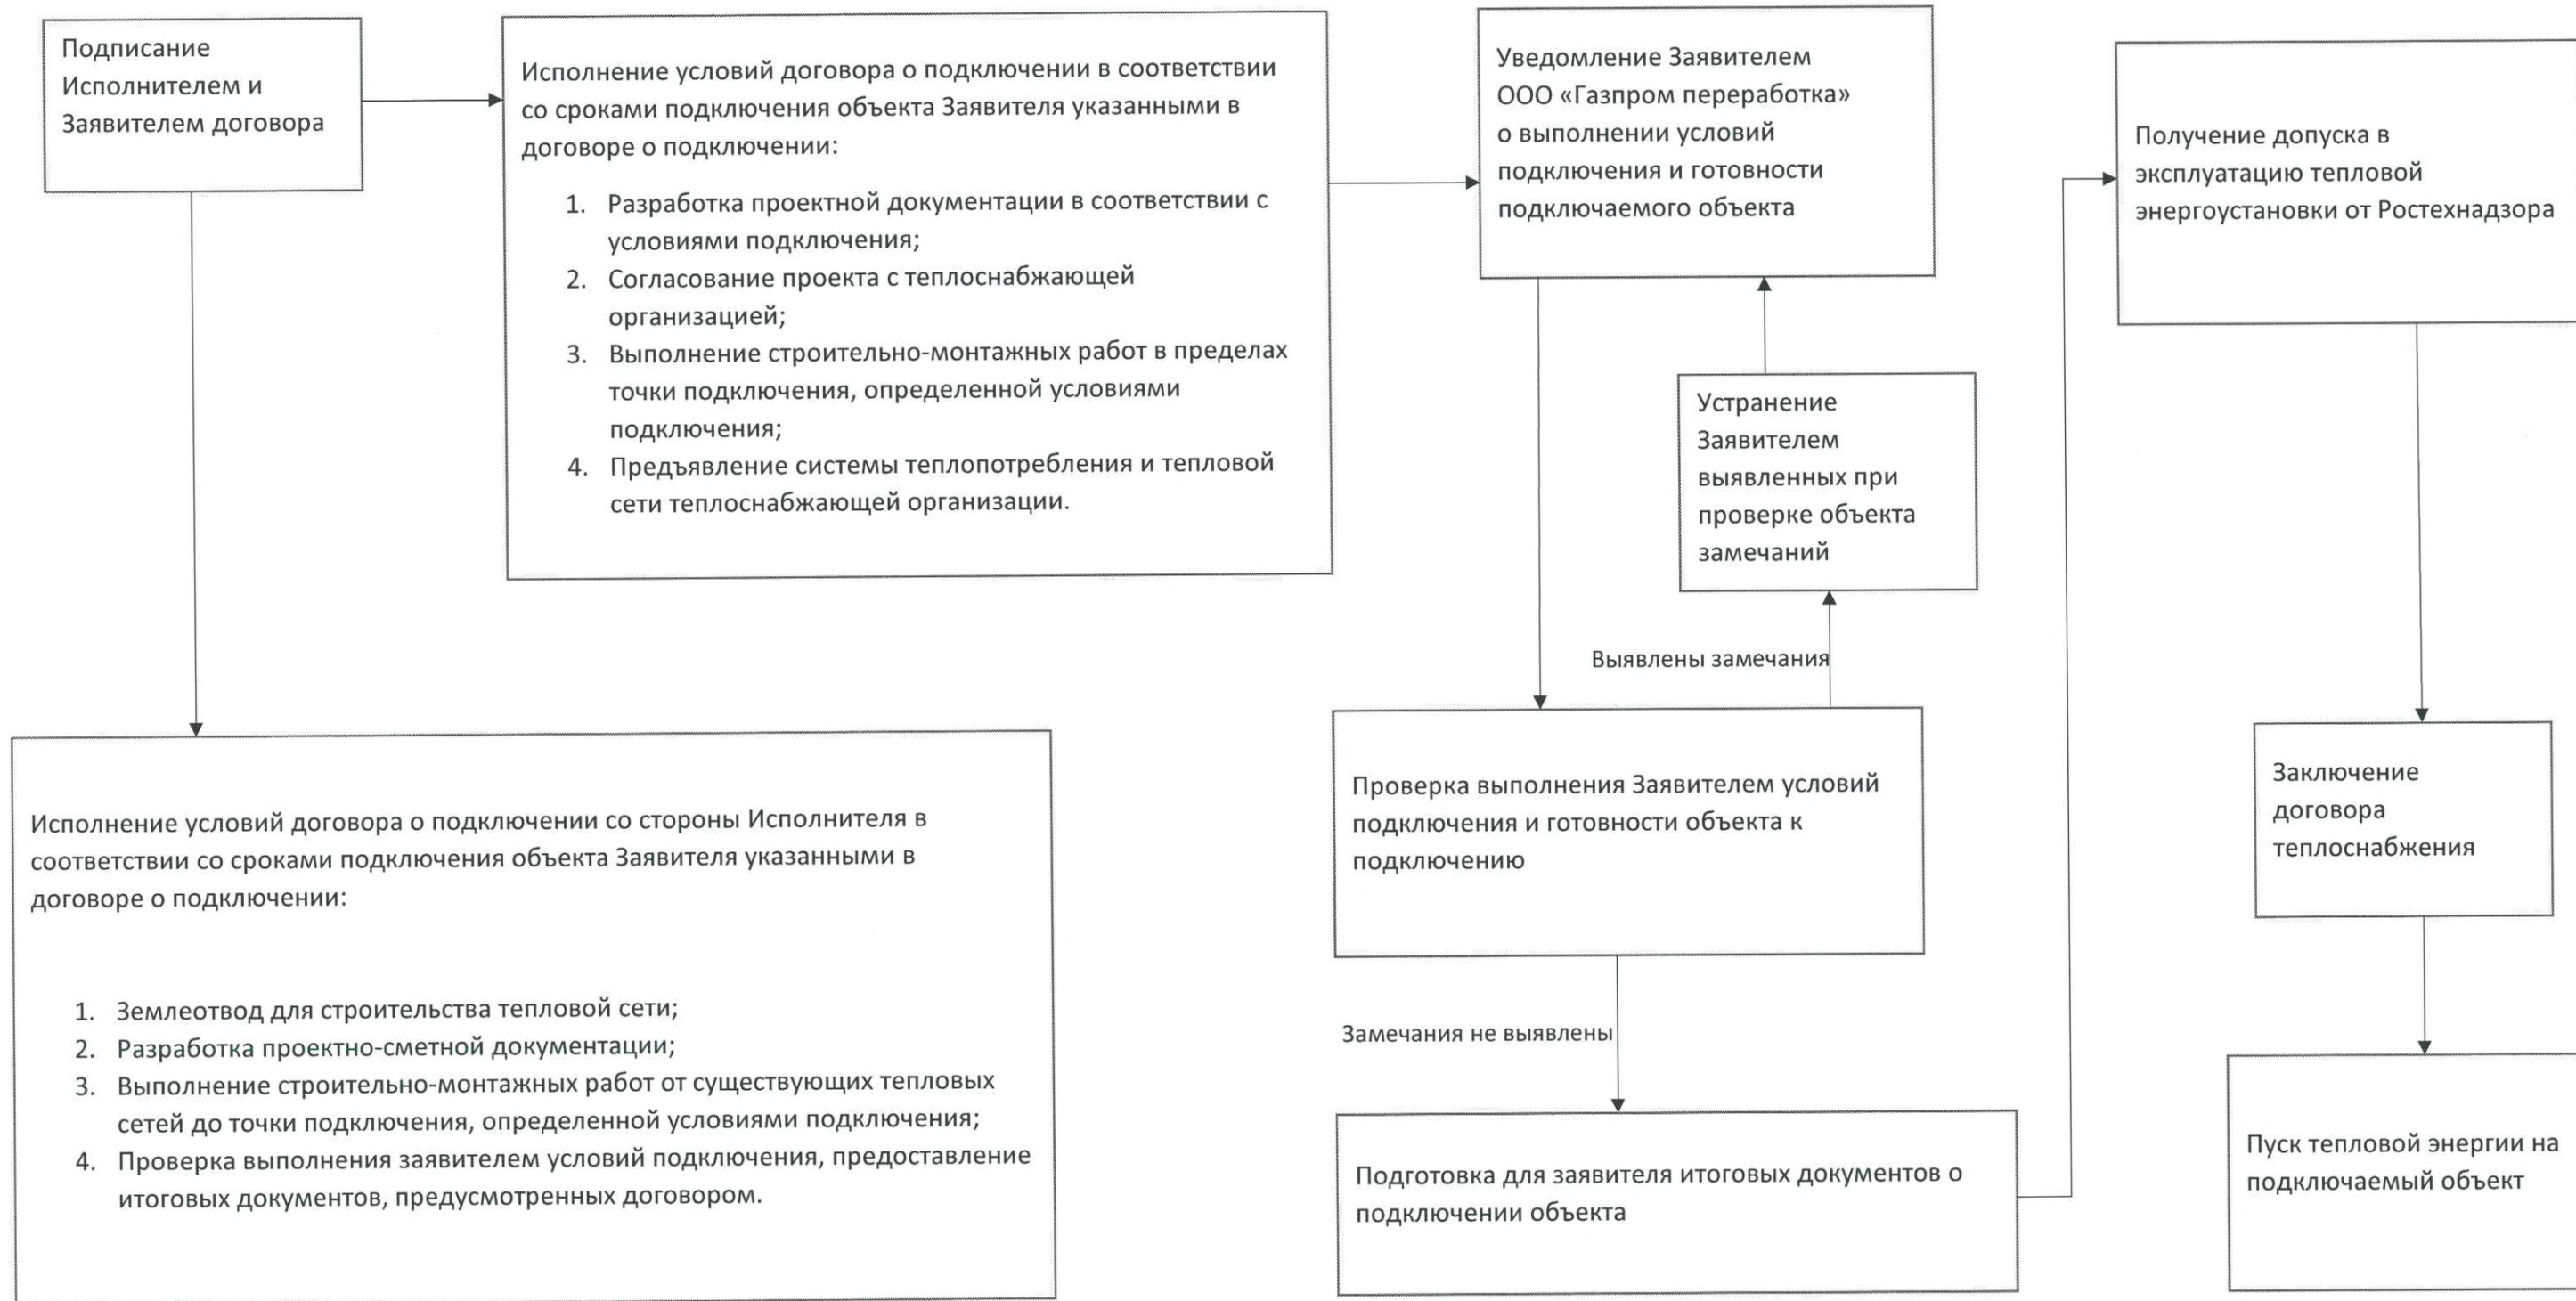 Подписание
Исполнителем и
Заявителем договора
Исполнение условий договора о подключении в соответствии
со сроками подключения объекта Заявителя указанными в
договоре о подключении:
1. Разработка проектной документации в соответствии с
условиями подключения;
2. Согласование проекта с теплоснабжающей
организацией;
3. Выполнение строительно-монтажных работ в пределах
точки подключения, определенной условиями
подключения;
4. Предъявление системы теплопотребления и тепловой
сети теплоснабжающей организации.
Уведомление Заявителем
ООО «Газпром переработка»
о выполнении условий
подключения и готовности
подключаемого объекта
Получение допуска в
эксплуатацию тепловой
энергоустановки от Ростехнадзора
Устранение
Заявителем
выявленных при
проверке объекта
замечаний
Выявлены замечания
Исполнение условий договора о подключении со стороны Исполнителя в
соответствии со сроками подключения объекта Заявителя указанными в
договоре о подключении:
1. Землеотвод для строительства тепловой сети;
2. Разработка проектно-сметной документации;
3. Выполнение строительно-монтажных работ от существующих тепловых
сетей до точки подключения, определенной условиями подключения;
4. Проверка выполнения заявителем условий подключения, предоставление
итоговых документов, предусмотренных договором.
Проверка выполнения Заявителем условий
подключения и готовности объекта к
подключению
Замечания не выявлены
Подготовка для заявителя итоговых документов о
подключении объекта
Заключение
договора
теплоснабжения
Пуск тепловой энергии на
подключаемый объект